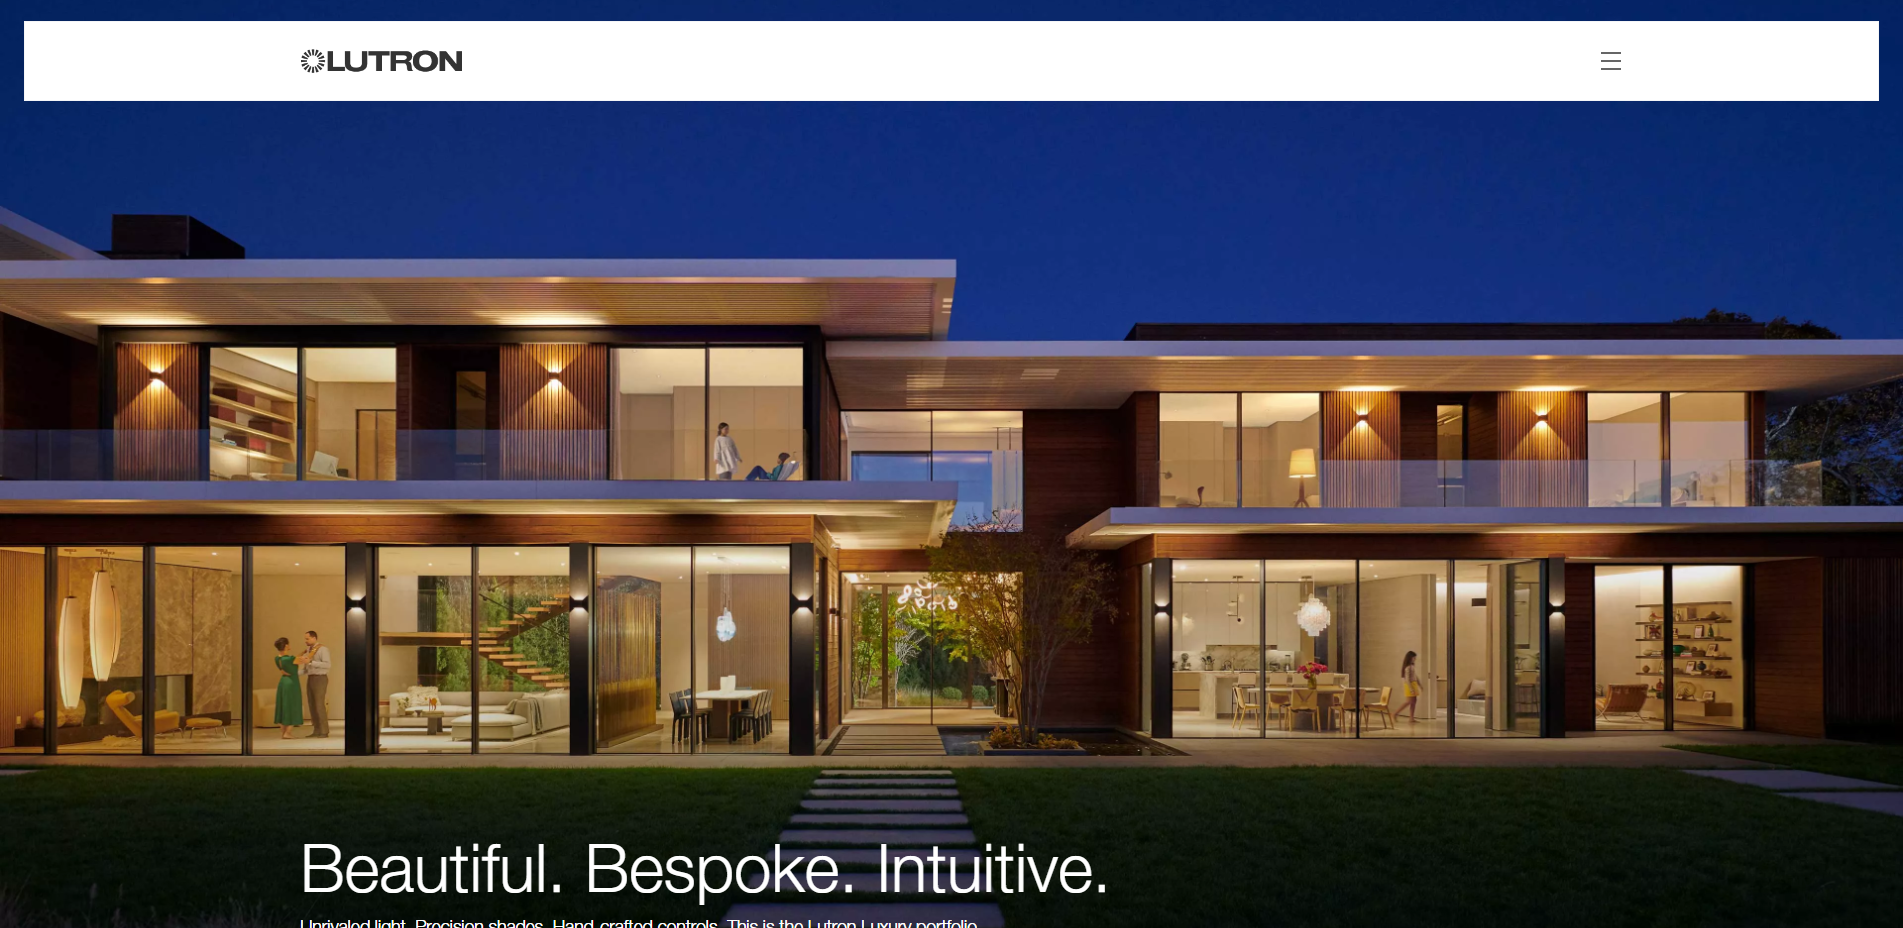 LUTRON
Beautiful. Bespoke. Intuitive.
Unrivaled light. Precision shades. Hand-crafted controls. This is the Lutron Luxury portfolio.